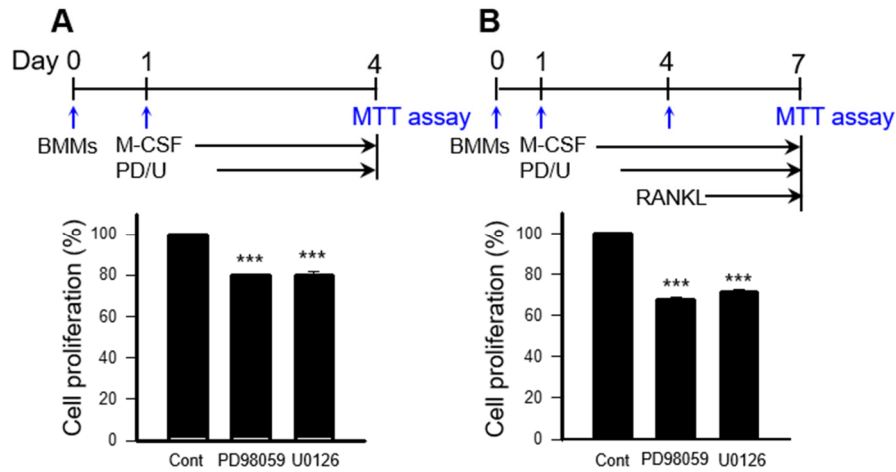 A
Day 0 1 4
MTT assay
BMMs M-CSF
PD/U
Cell proliferation (%)
100
80
60
40
20
0
***
***
Cont PD98059 U0126
B
0 1 4 7
MTT assay
BMMs M-CSF
PD/U
RANKL
Cell proliferation (%)
100
80
60
40
20
0
***
***
Cont PD98059 U0126